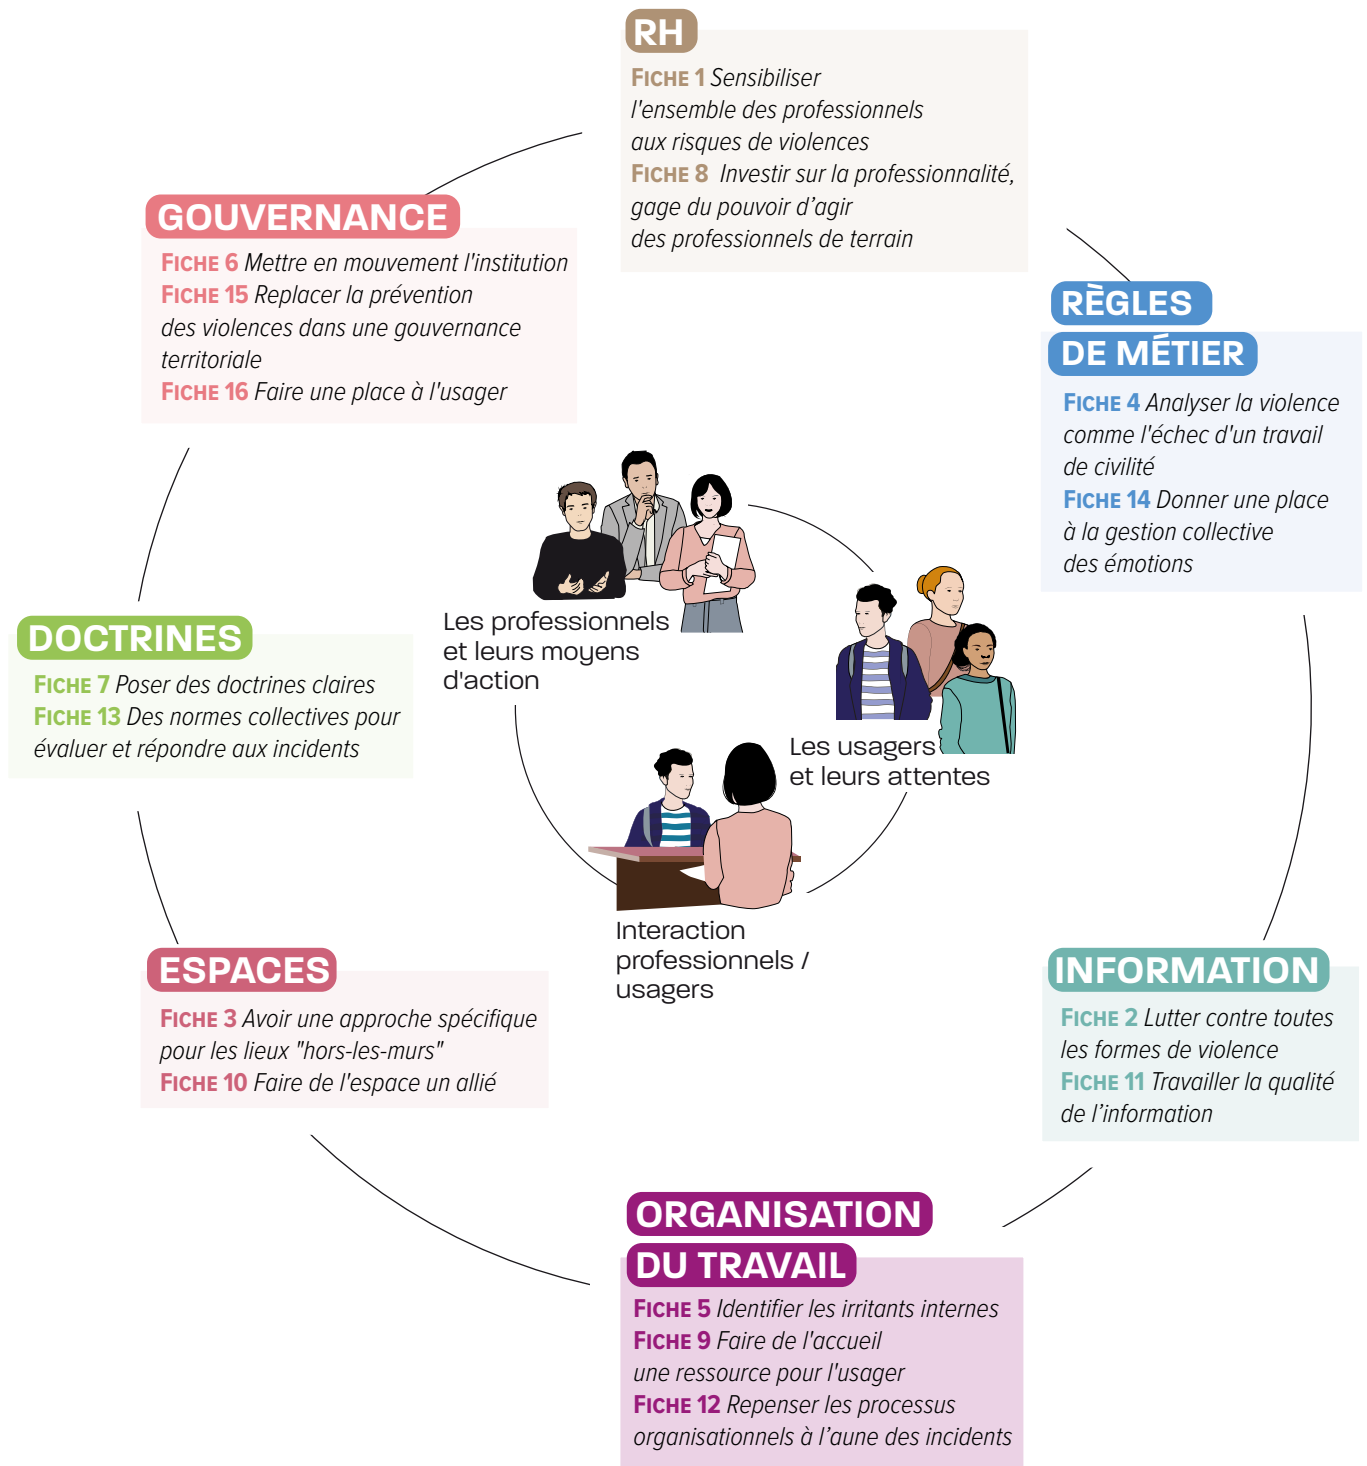 RH
FICHE 1 Sensibiliser
l'ensemble des professionnels
aux risques de violences
FICHE 8 Investir sur la professionnalité,
gage du pouvoir d’agir
des professionnels de terrain
GOUVERNANCE
FICHE 6 Mettre en mouvement l'institution
FICHE 15 Replacer la prévention
des violences dans une gouvernance
territoriale
FICHE 16 Faire une place à l'usager
RÈGLES
DE MÉTIER
FICHE 4 Analyser la violence
comme l'échec d'un travail
de civilité
FICHE 14 Donner une place
à la gestion collective
des émotions
Les professionnels
et leurs moyens
d'action
DOCTRINES
FICHE 7 Poser des doctrines claires
FICHE 13 Des normes collectives pour
évaluer et répondre aux incidents
Les usagers
et leurs attentes
Interaction
professionnels /
usagers
ESPACES
FICHE 3 Avoir une approche spécifique
pour les lieux "hors-les-murs"
FICHE 10 Faire de l'espace un allié
INFORMATION
FICHE 2 Lutter contre toutes
les formes de violence
FICHE 11 Travailler la qualité
de l’information
ORGANISATION
DU TRAVAIL
FICHE 5 Identifier les irritants internes
FICHE 9 Faire de l'accueil
une ressource pour l'usager
FICHE 12 Repenser les processus
organisationnels à l’aune des incidents